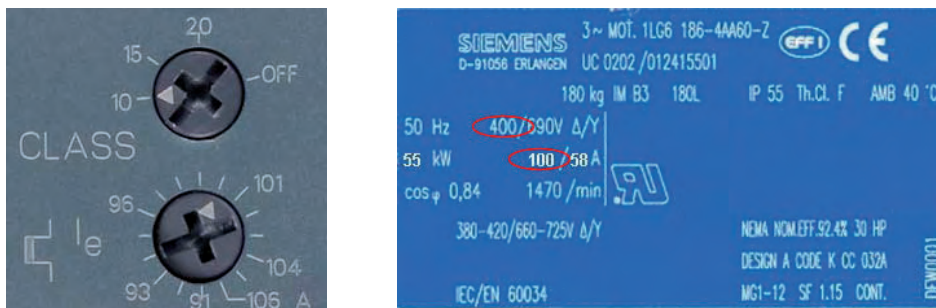 20
15
OFF
10
CLASS
101
96
Ie
104
93
91
106 A
SIEMENS
D-91056 ERLANGEN
3~ MOT. 1LG6 186-4AA60-Z
UC 0202 /012415501
EFF I
CE
180 kg IM B3 180L IP 55 Th.Cl. F AMB 40 °C
50 Hz 400/690V Δ/Y
55 kW 100/58 A
cosφ 0,84 1470/min
380-420/660-725V Δ/Y
IEC/EN 60034
NEMA NOM.EFF.92.4% 30 HP
DESIGN A CODE K CC 032A
MG1-12 SF 1.15 CONT.